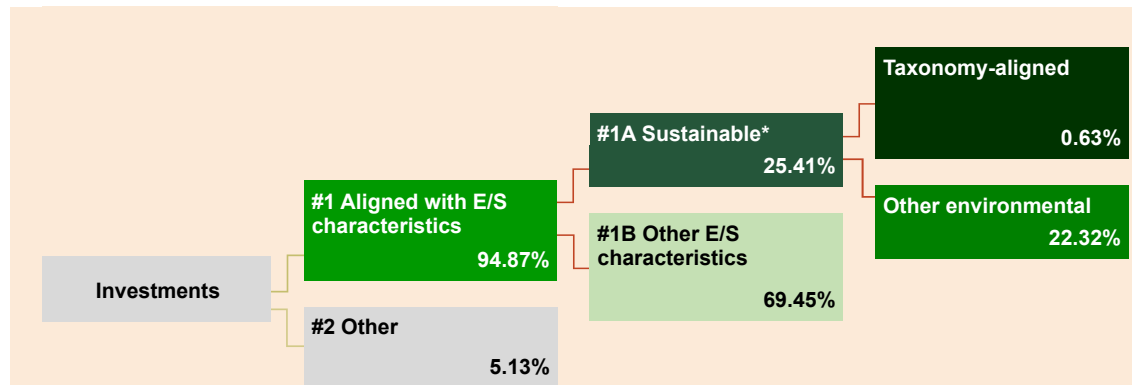 Taxonomy-aligned
0.63%
#1A Sustainable*
25.41%
#1 Aligned with E/S
characteristics
94.87%
Other environmental
22.32%
#1B Other E/S
characteristics
69.45%
Investments
#2 Other
5.13%